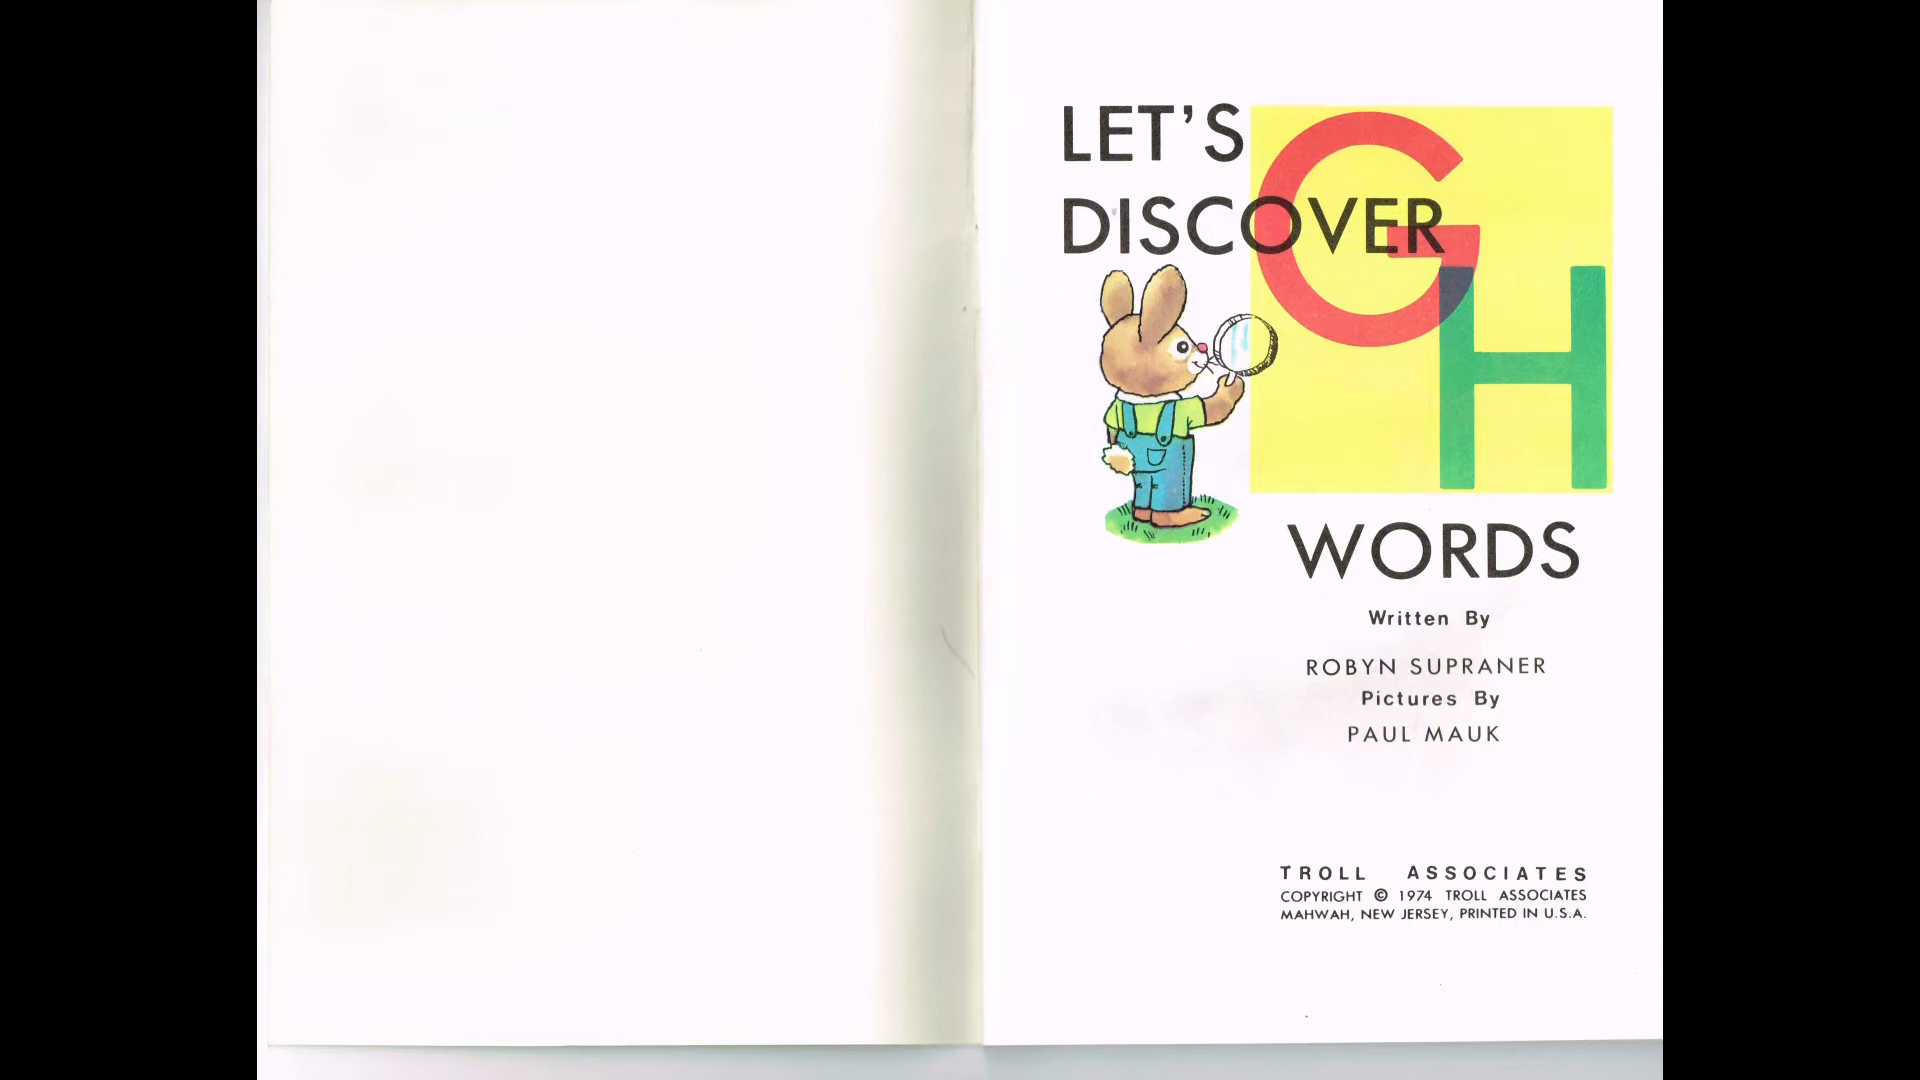 LET'S
DISCOVER
G
H
WORDS
Written By
ROBYN SUPRANER
Pictures By
PAUL MAUK
TROLL ASSOCIATES
COPYRIGHT © 1974 TROLL ASSOCIATES
MAHWAH, NEW JERSEY, PRINTED IN U.S.A.